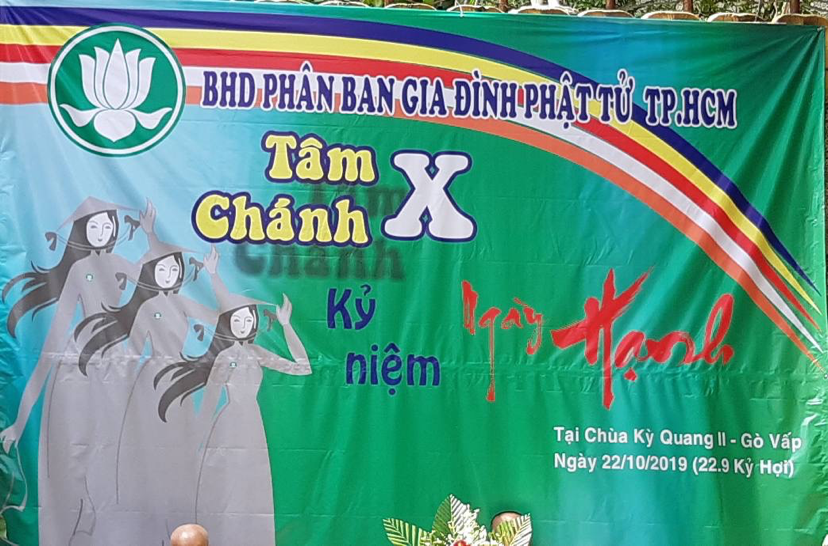 BHD PHÂN BAN GIA ĐÌNH PHẬT TỬ TP.HCM
Tâm
Chánh X
Kỷ
niệm
Ngày Hạnh
Tại Chùa Kỳ Quang II - Gò Vấp
Ngày 22/10/2019 (22.9 Kỷ Hợi)